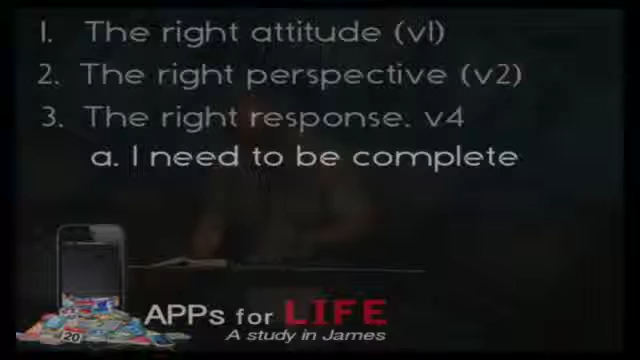 1. The right attitude (v1)
2. The right perspective (v2)
3. The right response. v4
a. I need to be complete
APPs for LIFE
A study in James
20